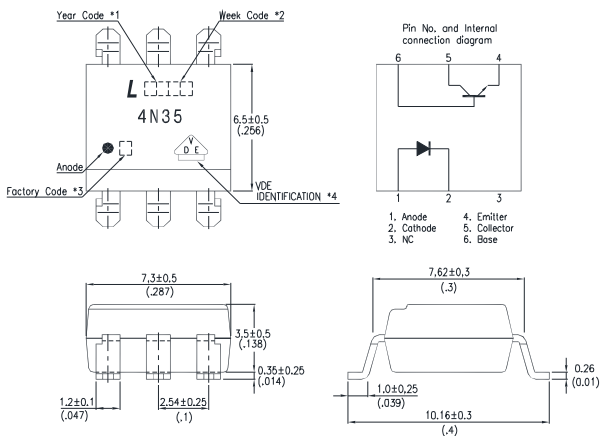 Year Code *1
Week Code *2
L
4N35
V
D E
Anode
Factory Code *3
VDE
IDENTIFICATION *4
6.5±0.5
(.256)
Pin No. and Internal
connection diagram
6 5 4
1 2 3
1. Anode 4. Emitter
2. Cathode 5. Collector
3. NC 6. Base
7,3±0.5
(.287)
3,5±0,5
(.138)
0.35±0.25
(.014)
1.2±0.1
(.047)
2.54±0.25
(.1)
7,62±0,3
(.3)
0.26
(0.01)
1.0±0,25
(.039)
10.16±0.3
(.4)